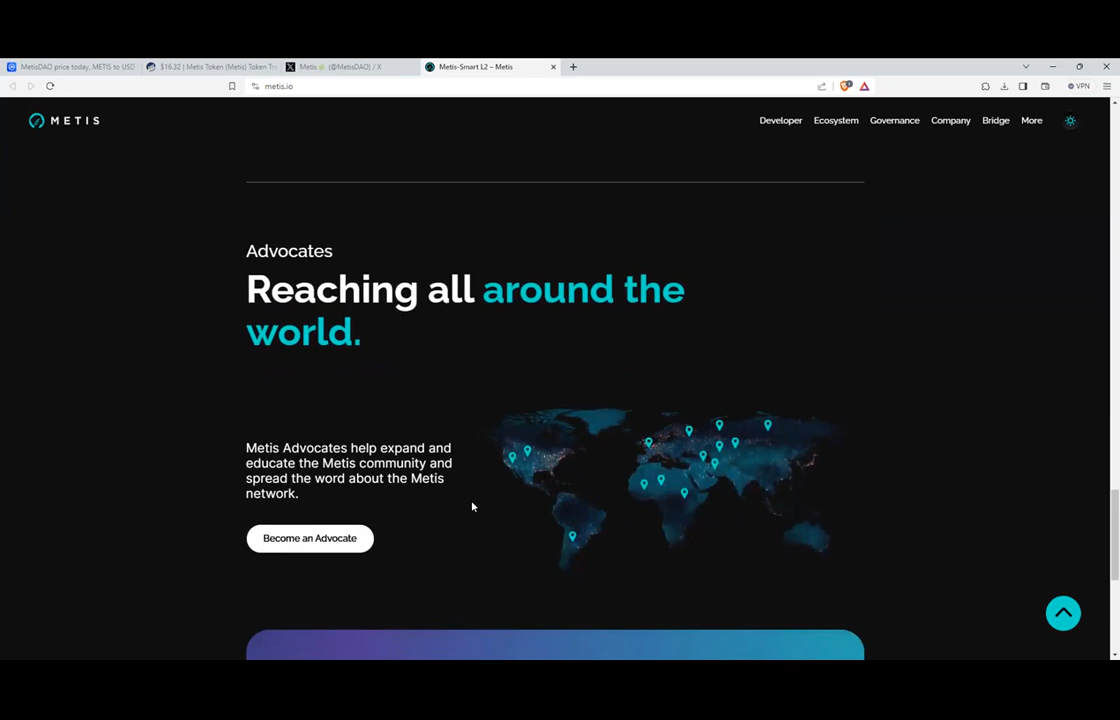 MetisDAO price today, METIS to USD
$16.32 | Metis Token (Metis) Token Tr
Metis (@MetisDAO) / X
Metis-Smart L2 – Metis
metis.io
VPN
METIS
Developer
Ecosystem
Governance
Company
Bridge
More
Advocates
Reaching all around the
world.
Metis Advocates help expand and
educate the Metis community and
spread the word about the Metis
network.
Become an Advocate